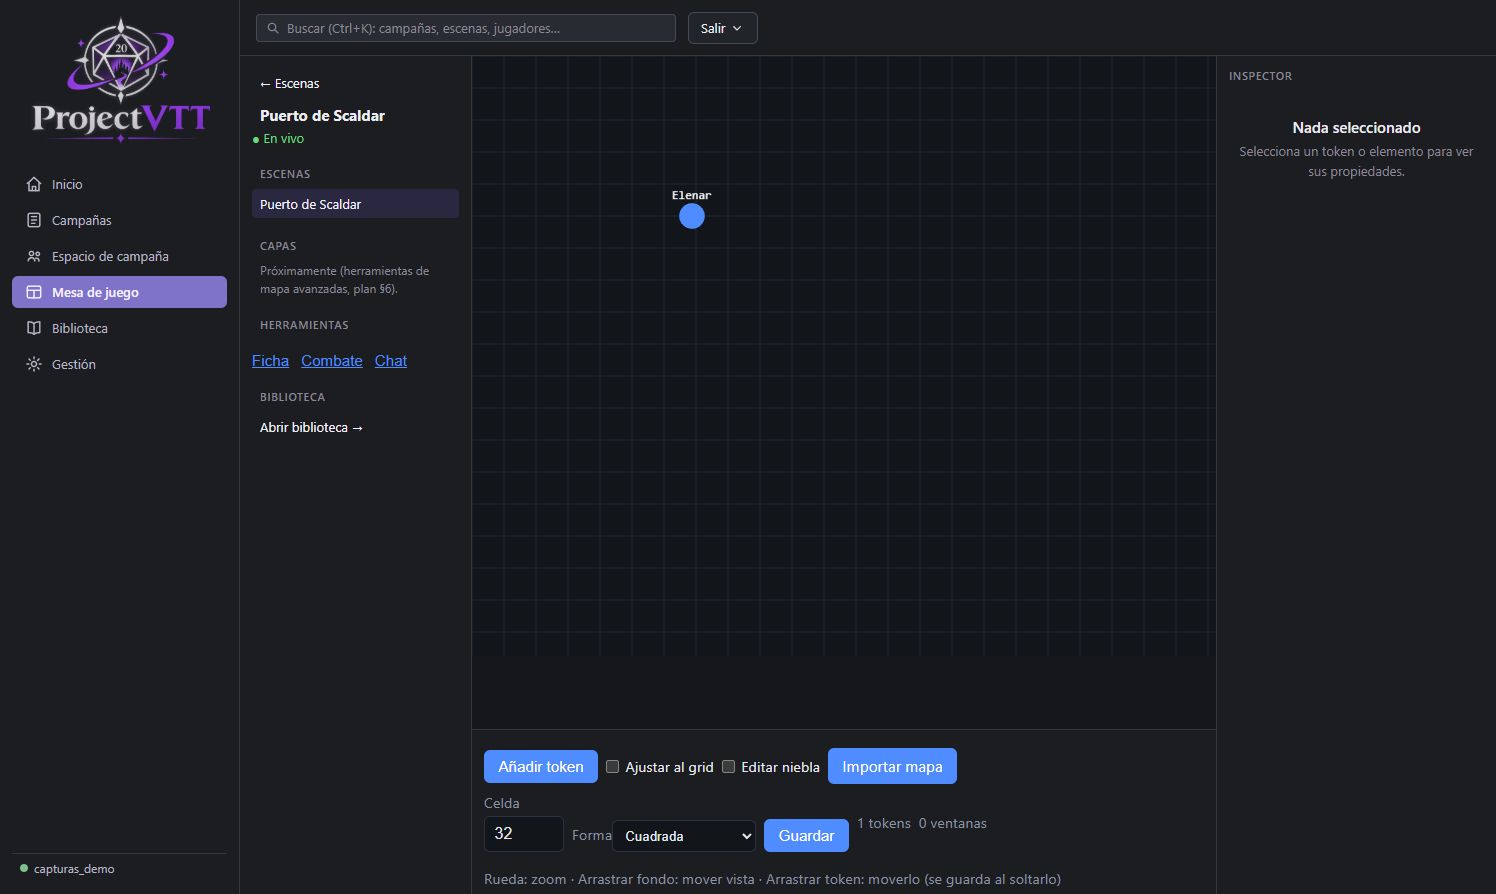 20
ProjectVTT
Inicio
Campañas
Espacio de campaña
Mesa de juego
Biblioteca
Gestión
capturas_demo
Buscar (Ctrl+K): campañas, escenas, jugadores...
Salir
← Escenas
Puerto de Scaldar
En vivo
ESCENAS
Puerto de Scaldar
CAPAS
Próximamente (herramientas de
mapa avanzadas, plan §6).
HERRAMIENTAS
Ficha Combate Chat
BIBLIOTECA
Abrir biblioteca →
Elenar
Añadir token Ajustar al grid Editar niebla Importar mapa
Celda
32 Forma Cuadrada Guardar 1 tokens 0 ventanas
Rueda: zoom · Arrastrar fondo: mover vista · Arrastrar token: moverlo (se guarda al soltarlo)
INSPECTOR
Nada seleccionado
Selecciona un token o elemento para ver
sus propiedades.